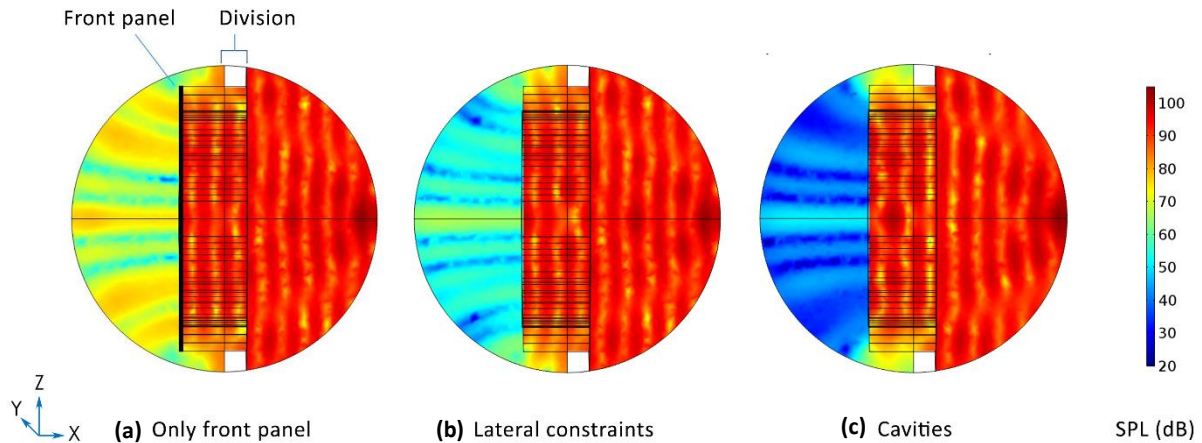 Front panel
Division
100
90
80
70
60
50
40
30
20
Z
Y
X
(a) Only front panel
(b) Lateral constraints
(c) Cavities
SPL (dB)